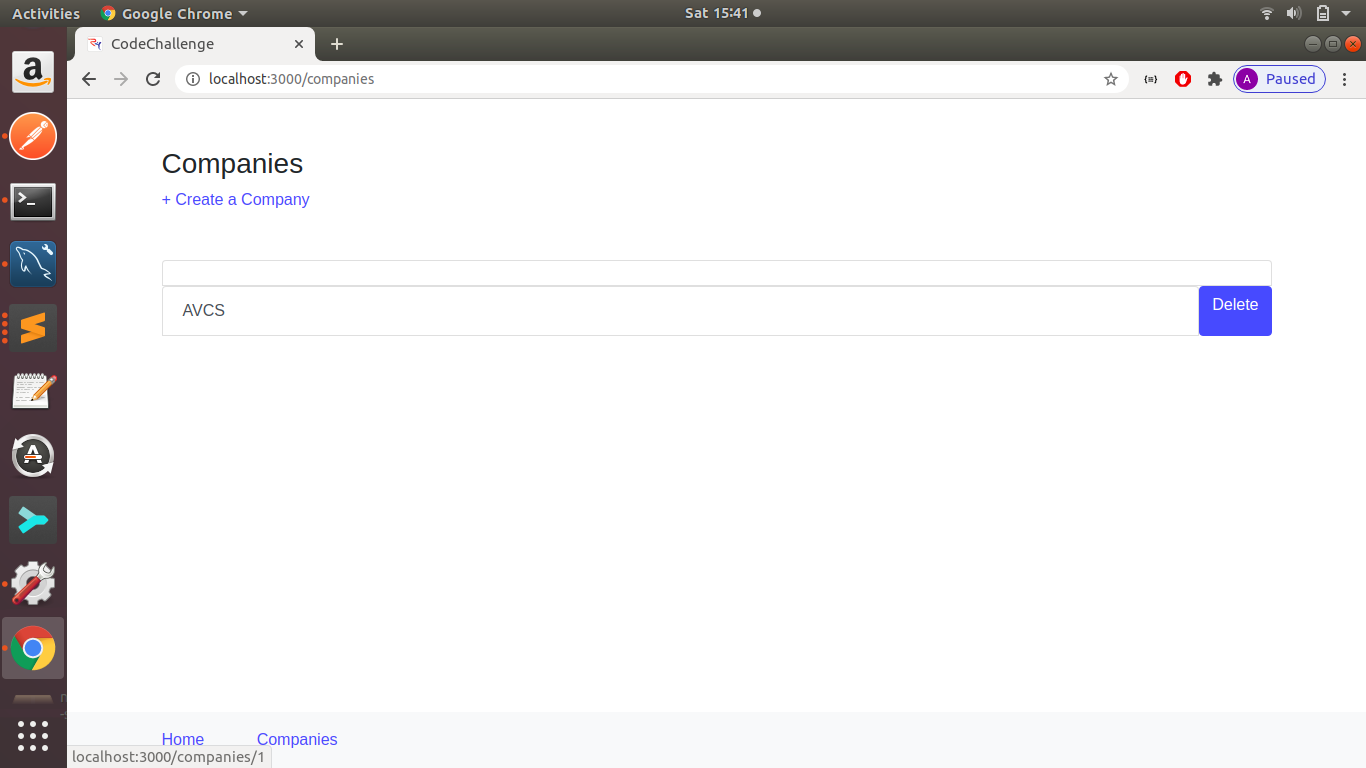 Activities Google Chrome Sat 15:41
CodeChallenge
localhost:3000/companies A Paused
Companies
+ Create a Company
AVCS Delete
Home Companies
localhost:3000/companies/1